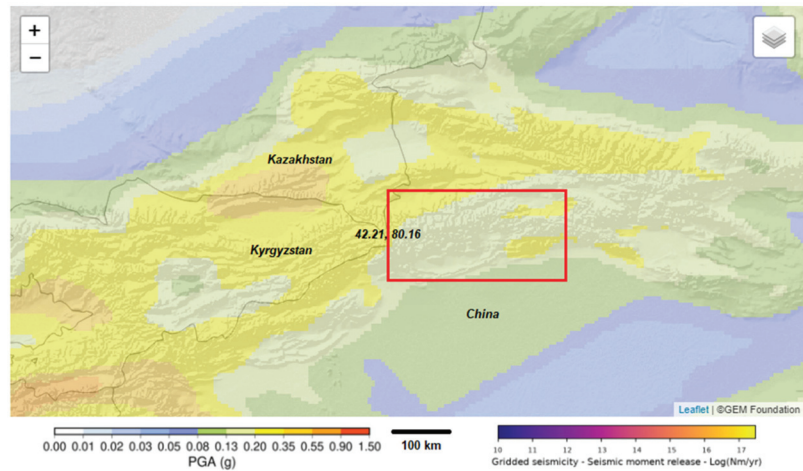 +
−
Kazakhstan
42.21, 80.16
Kyrgyzstan
China
Leaflet | ©GEM Foundation
0.00 0.01 0.02 0.03 0.05 0.08 0.13 0.20 0.35 0.55 0.90 1.50
PGA (g)
100 km
10 11 12 13 14 15 16 17
Gridded seismicity - Seismic moment release - Log(Nm/yr)